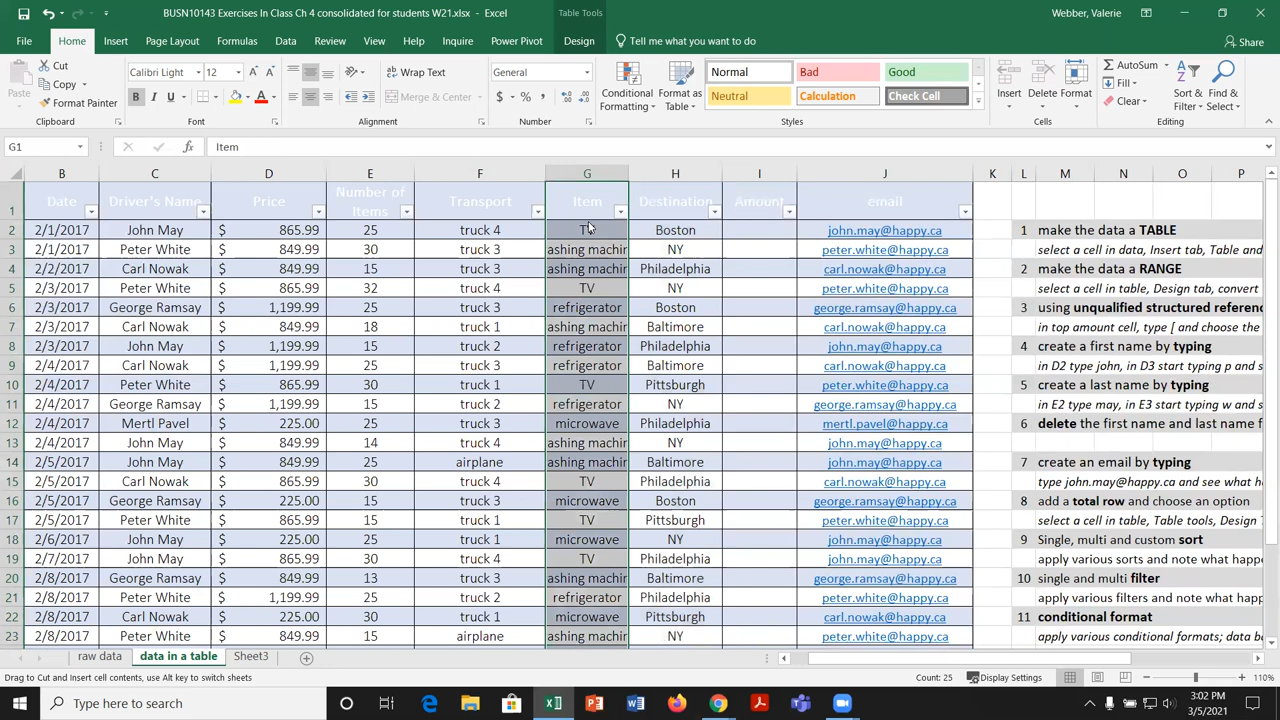 BUSN10143 Exercises In Class Ch 4 consolidated for students W21.xlsx - Excel
Table Tools
Webber, Valerie
File Home Insert Page Layout Formulas Data Review View Help Inquire Power Pivot Design Tell me what you want to do Share
Cut
Copy
Format Painter
Paste
Clipboard
Calibri Light 12
B I U
Font
Wrap Text
Merge & Center
Alignment
General
$ % ,
Number
Conditional Formatting
Format as Table
Normal Bad Good
Neutral Calculation Check Cell
Styles
Insert Delete Format
Cells
AutoSum
Fill
Clear
Sort & Filter
Find & Select
Editing
G1 fx Item
B C D E F G H I J K L M N O P
1 Date Driver's Name Price Number of Items Transport Item Destination Amount email
2 2/1/2017 John May $ 865.99 25 truck 4 T Boston john.may@happy.ca 1 make the data a TABLE
3 2/1/2017 Peter White $ 849.99 30 truck 3 ashing machin NY peter.white@happy.ca select a cell in data, Insert tab, Table and
4 2/2/2017 Carl Nowak $ 849.99 15 truck 3 ashing machin Philadelphia carl.nowak@happy.ca 2 make the data a RANGE
5 2/2/2017 Peter White $ 865.99 32 truck 4 TV NY peter.white@happy.ca select a cell in table, Design tab, convert
6 2/3/2017 George Ramsay $ 1,199.99 25 truck 3 refrigerator Boston george.ramsay@happy.ca 3 using unqualified structured referenc
7 2/3/2017 Carl Nowak $ 849.99 18 truck 1 ashing machin Baltimore carl.nowak@happy.ca in top amount cell, type [ and choose the
8 2/3/2017 John May $ 1,199.99 15 truck 2 refrigerator Philadelphia john.may@happy.ca 4 create a first name by typing
9 2/4/2017 Carl Nowak $ 1,199.99 25 truck 3 refrigerator Baltimore carl.nowak@happy.ca in D2 type john, in D3 start typing p and s
10 2/4/2017 Peter White $ 865.99 30 truck 1 TV Pittsburgh peter.white@happy.ca 5 create a last name by typing
11 2/4/2017 George Ramsay $ 1,199.99 15 truck 2 refrigerator NY george.ramsay@happy.ca in E2 type may, in E3 start typing w and s
12 2/4/2017 Mertl Pavel $ 225.00 25 truck 3 microwave Philadelphia mertl.pavel@happy.ca 6 delete the first name and last name f
13 2/4/2017 John May $ 849.99 14 truck 4 ashing machin NY john.may@happy.ca
14 2/5/2017 John May $ 849.99 25 airplane ashing machin Baltimore john.may@happy.ca 7 create an email by typing
15 2/5/2017 Carl Nowak $ 865.99 30 truck 4 TV NY carl.nowak@happy.ca type john.may@happy.ca and see what ha
16 2/5/2017 George Ramsay $ 225.00 15 truck 3 microwave Boston george.ramsay@happy.ca 8 add a total row and choose an option
17 2/5/2017 Peter White $ 865.99 15 truck 1 TV Pittsburgh peter.white@happy.ca select a cell in table, Table tools, Design T
18 2/6/2017 John May $ 225.00 25 truck 1 microwave NY john.may@happy.ca 9 Single, multi and custom sort
19 2/7/2017 John May $ 865.99 30 truck 4 TV Philadelphia john.may@happy.ca apply various sorts and note what happe
20 2/8/2017 George Ramsay $ 849.99 13 truck 4 ashing machin Baltimore george.ramsay@happy.ca 10 single and multi filter
21 2/8/2017 Peter White $ 1,199.99 15 truck 2 refrigerator Philadelphia peter.white@happy.ca apply various filters and note what happe
22 2/8/2017 Carl Nowak $ 225.00 30 truck 1 microwave Pittsburgh carl.nowak@happy.ca 11 conditional format
23 2/8/2017 Peter White $ 849.99 15 airplane ashing machin NY peter.white@happy.ca apply various conditional formats; data b
raw data data in a table Sheet3
Drag to Cut and Insert cell contents, use Alt key to switch sheets Count: 25 Display Settings 110%
Type here to search
3:02 PM
3/5/2021